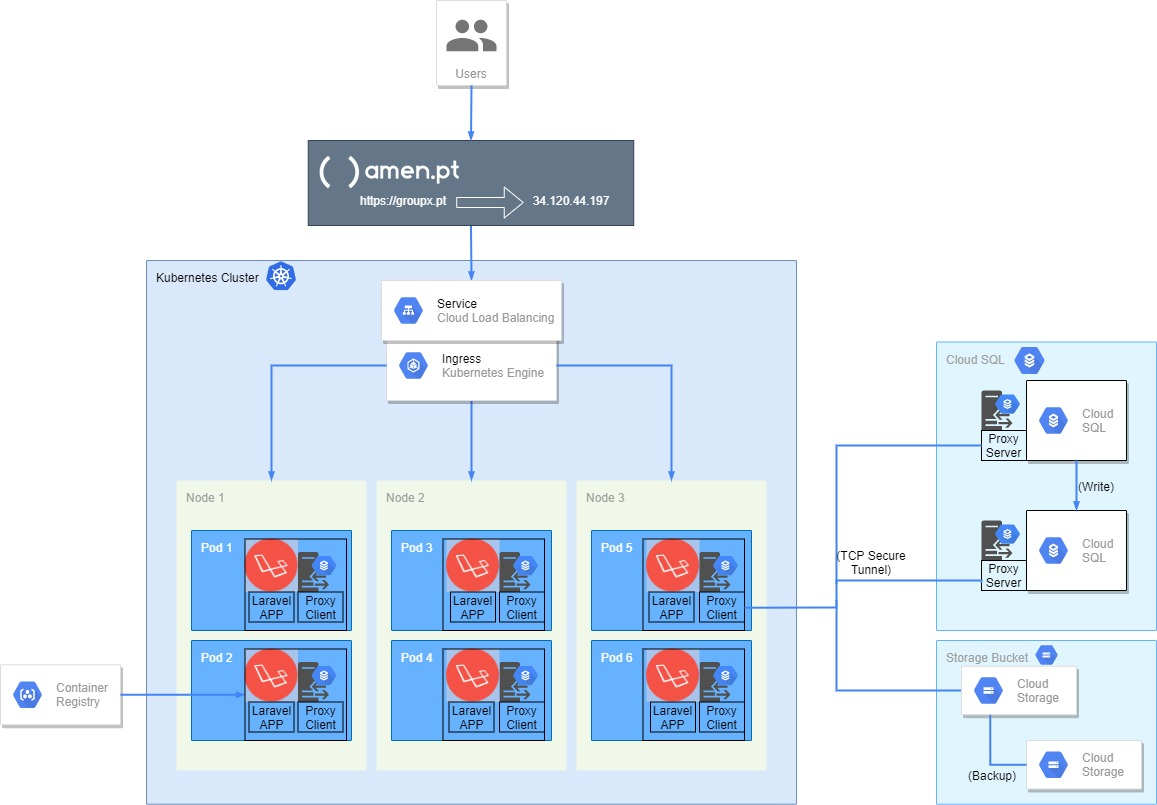 Users
amen.pt
https://groupx.pt
34.120.44.197
Kubernetes Cluster
Service
Cloud Load Balancing
Ingress
Kubernetes Engine
Node 1
Node 2
Node 3
Pod 1
Laravel
APP
Proxy
Client
Pod 3
Laravel
APP
Proxy
Client
Pod 5
Laravel
APP
Proxy
Client
Pod 2
Laravel
APP
Proxy
Client
Pod 4
Laravel
APP
Proxy
Client
Pod 6
Laravel
APP
Proxy
Client
Container
Registry
(TCP Secure
Tunnel)
Cloud SQL
Proxy
Server
Cloud
SQL
(Write)
Proxy
Server
Cloud
SQL
Storage Bucket
Cloud
Storage
(Backup)
Cloud
Storage